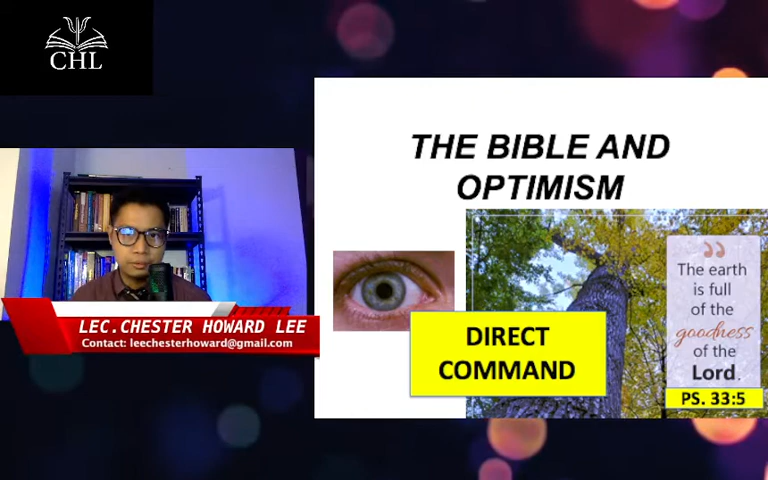 CHL
THE BIBLE AND
OPTIMISM
LEC.CHESTER HOWARD LEE
Contact: leechesterhoward@gmail.com
DIRECT
COMMAND
The earth
is full
of the
goodness
of the
Lord.
PS. 33:5